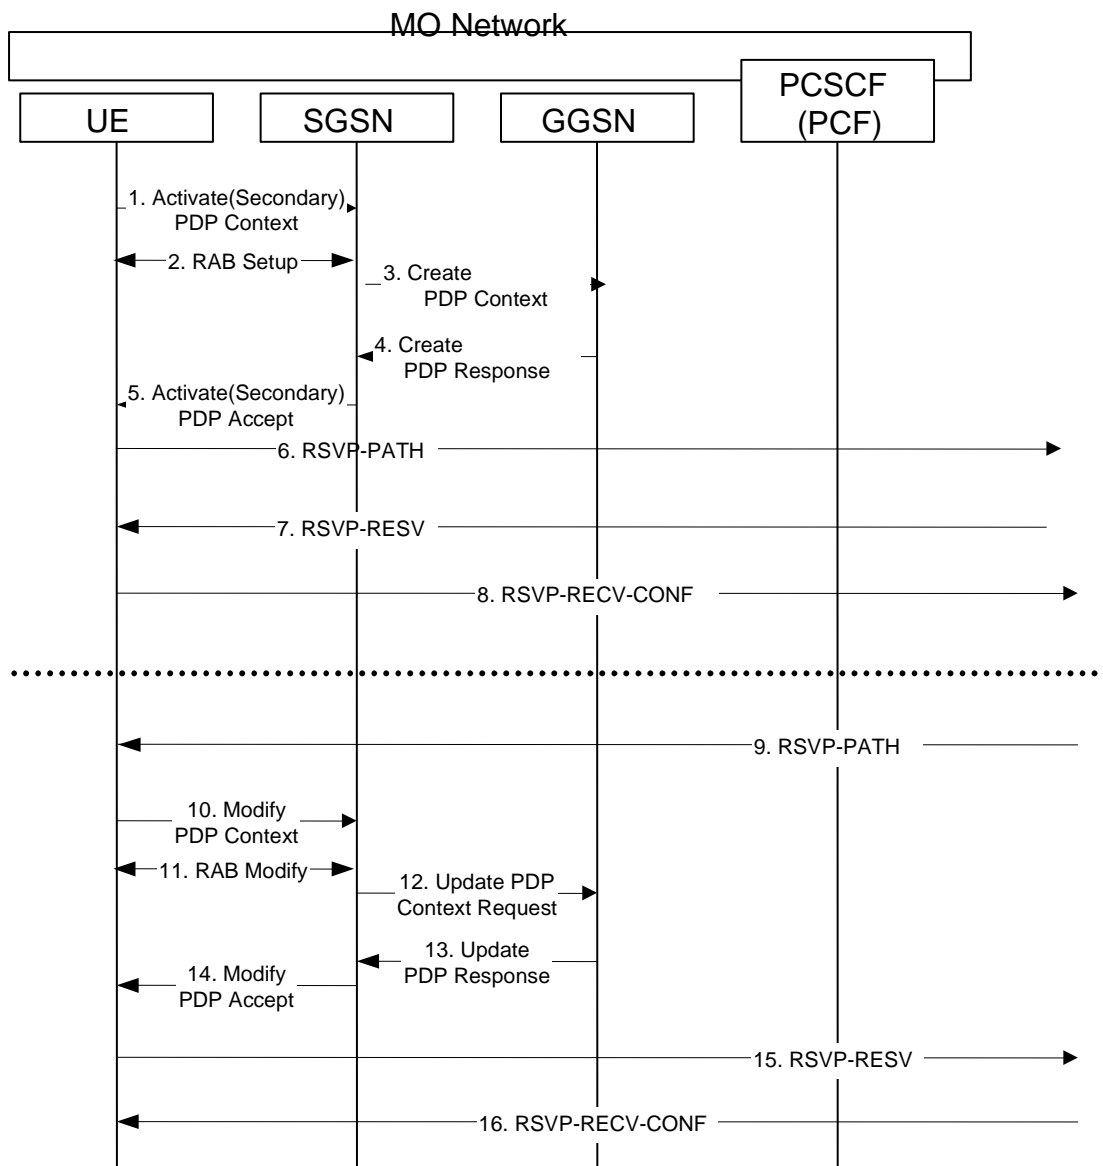 MO Network
UE
SGSN
GGSN
PCSCF
(PCF)
1. Activate(Secondary)
PDP Context
2. RAB Setup
3. Create
PDP Context
4. Create
PDP Response
5. Activate(Secondary)
PDP Accept
6. RSVP-PATH
7. RSVP-RESV
8. RSVP-RECV-CONF
9. RSVP-PATH
10. Modify
PDP Context
11. RAB Modify
12. Update PDP
Context Request
13. Update
PDP Response
14. Modify
PDP Accept
15. RSVP-RESV
16. RSVP-RECV-CONF